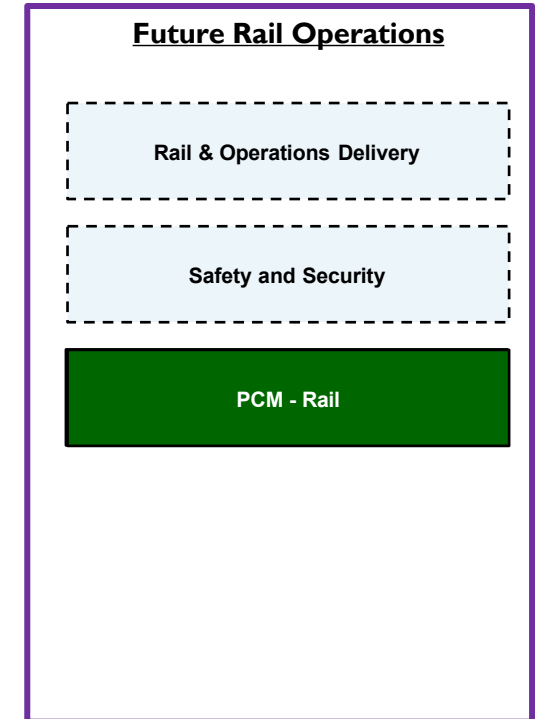 Future Rail Operations
Rail & Operations Delivery
Safety and Security
PCM - Rail